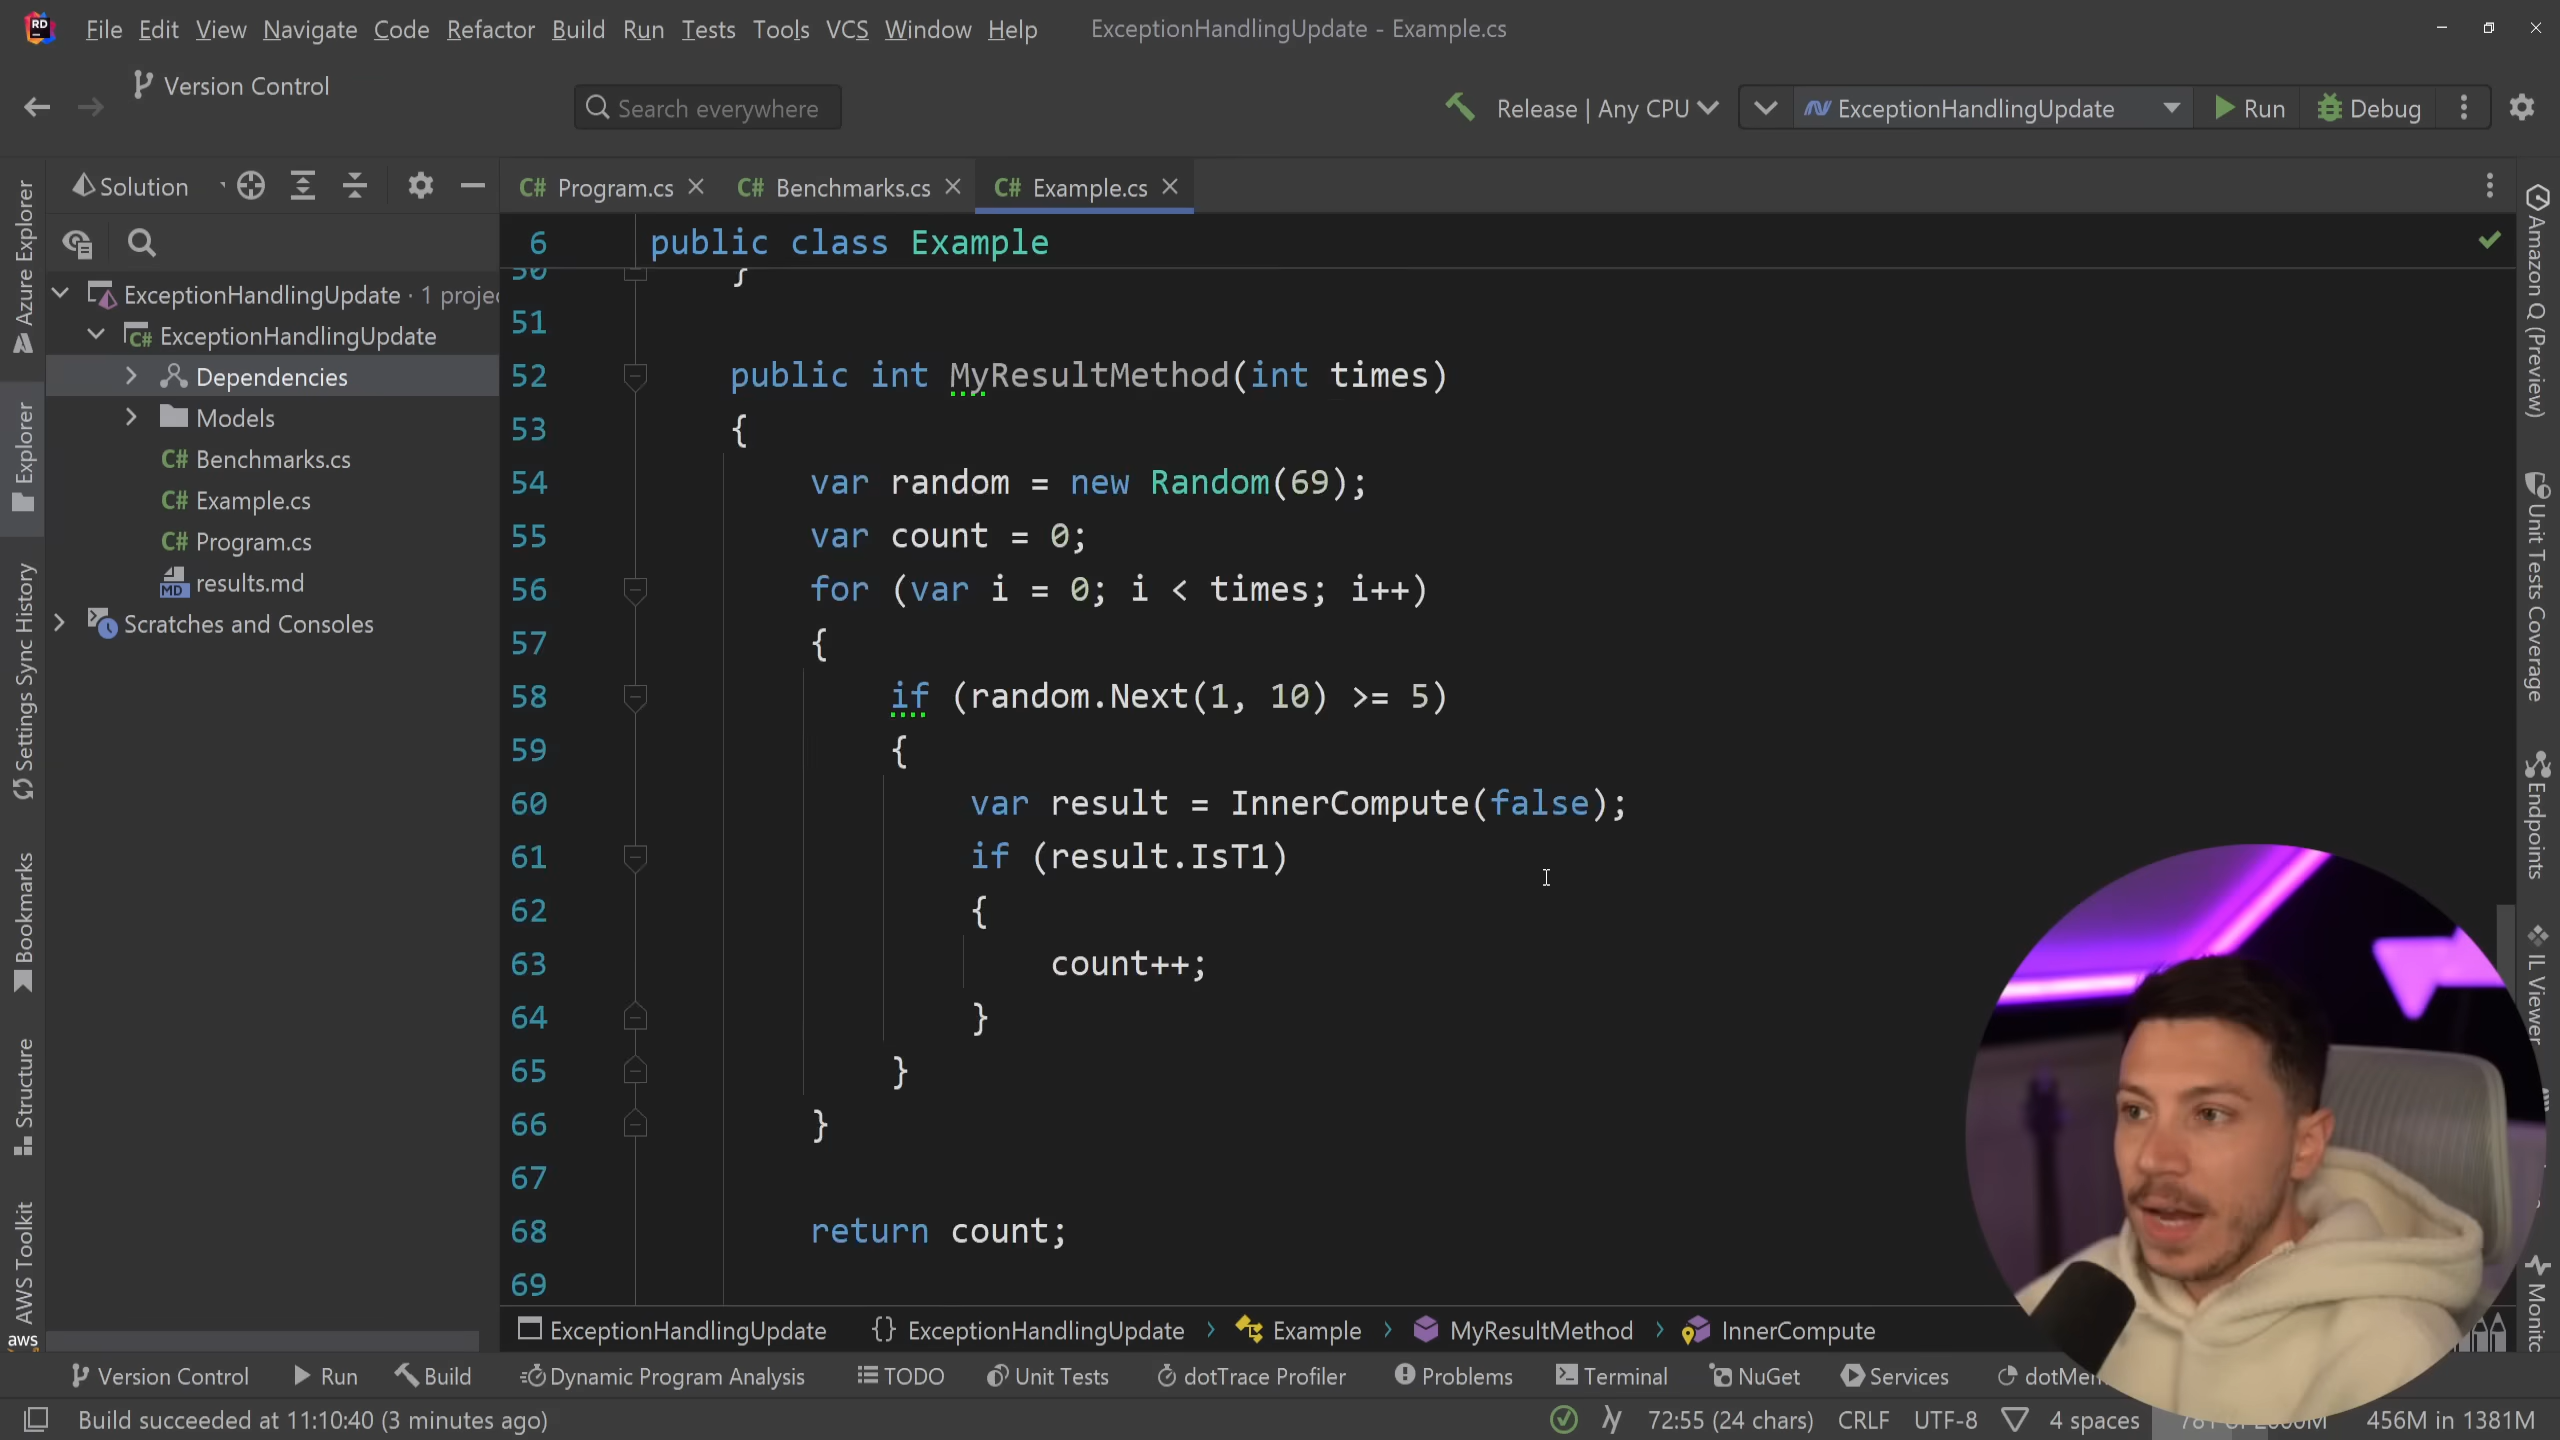 File Edit View Navigate Code Refactor Build Run Tests Tools VCS Window Help ExceptionHandlingUpdate - Example.cs
Version Control
Search everywhere
Release | Any CPU
ExceptionHandlingUpdate
Run
Debug
Solution
Program.cs
Benchmarks.cs
Example.cs
6 public class Example
ExceptionHandlingUpdate · 1
ExceptionHandlingUpdate
Dependencies
Models
C# Benchmarks.cs
C# Example.cs
C# Program.cs
results.md
Scratches and Consoles
50 }
51
52 public int MyResultMethod(int times)
53 {
54 var random = new Random(69);
55 var count = 0;
56 for (var i = 0; i < times; i++)
57 {
58 if (random.Next(1, 10) >= 5)
59 {
60 var result = InnerCompute(false);
61 if (result.IsT1)
62 {
63 count++;
64 }
65 }
66 }
67
68 return count;
69
Azure Explorer
Explorer
Settings Sync History
Bookmarks
Structure
AWS Toolkit
aws
Amazon Q (Preview)
Unit Tests Coverage
Endpoints
IL Viewer
ExceptionHandlingUpdate {} ExceptionHandlingUpdate > Example > MyResultMethod > InnerCompute
Version Control Run Build Dynamic Program Analysis TODO Unit Tests dotTrace Profiler Problems Terminal NuGet Services
Build succeeded at 11:10:40 (3 minutes ago)
72:55 (24 chars) CRLF UTF-8 4 spaces
456M in 1381M